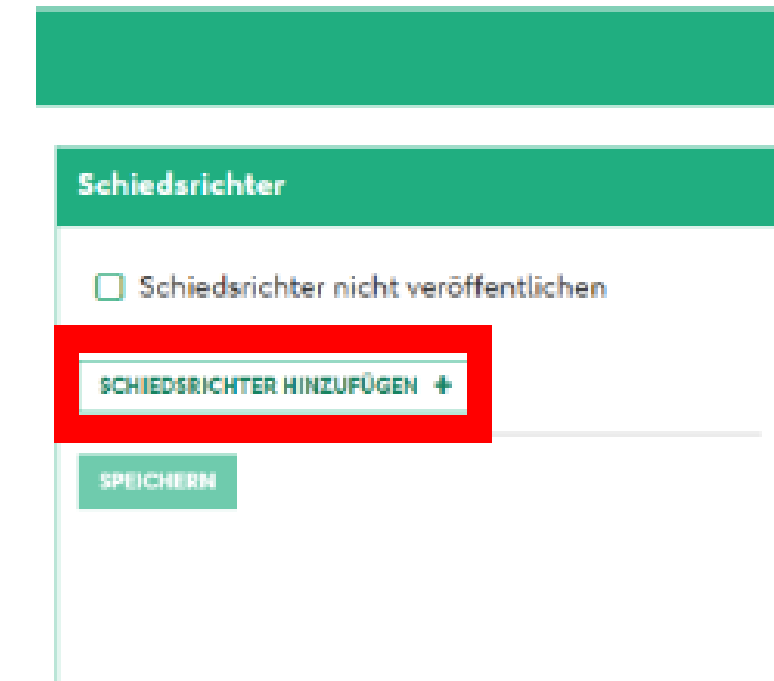 Schiedsrichter
Schiedsrichter nicht veröffentlichen
SCHIEDSRICHTER HINZUFÜGEN +
SPEICHERN